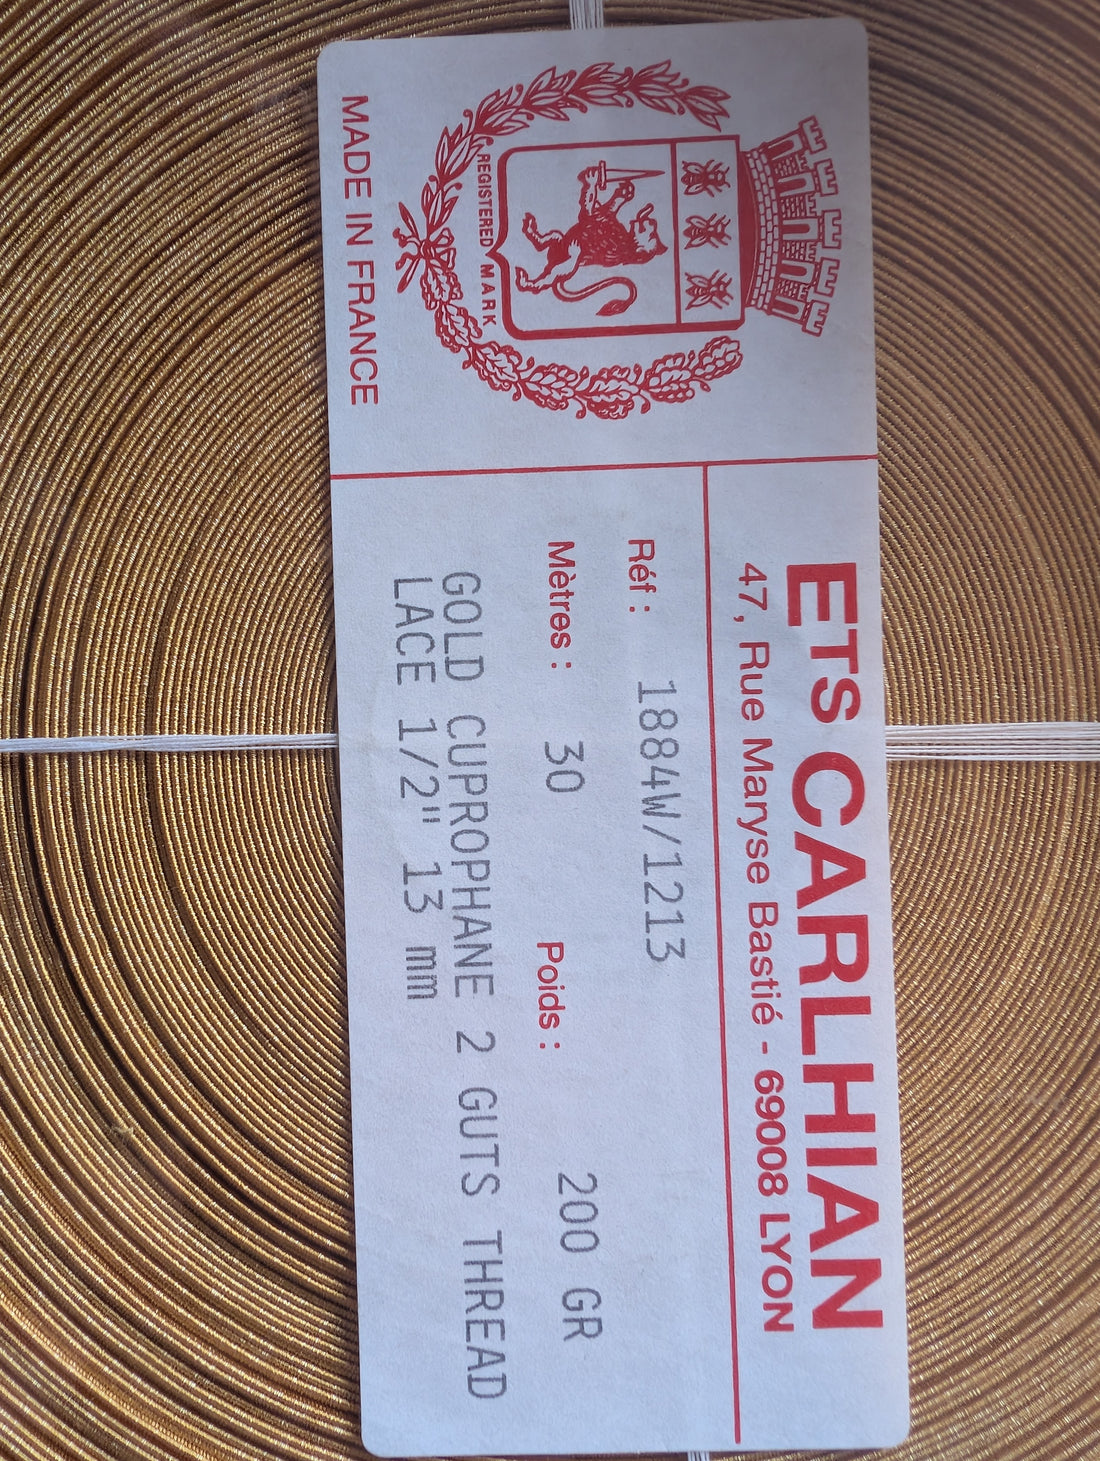 REGISTERED MARK
MADE IN FRANCE
ETS CARLHIAN
47, Rue Maryse Bastié - 69008 LYON
Réf : 1884W/1213
Mètres : 30 Poids : 200 GR
GOLD CUPROPHANE 2 GUTS THREAD
LACE 1/2" 13 mm